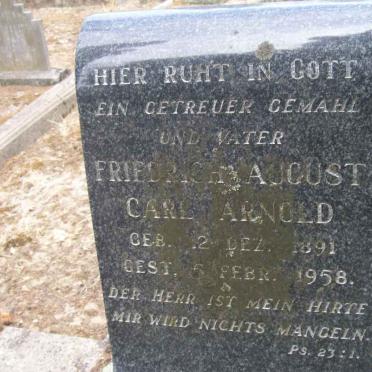 HIER RUHT IN GOTT
EIN GETREUER GEMAHL
UND VATER
FRIEDRICH AUGUST
CARL ARNOLD
GEB. 12 DEZ. 1891
GEST. 5 FEBR. 1958.
DER HERR IST MEIN HIRTE
MIR WIRD NICHTS MANGELN.
Ps. 23:1.